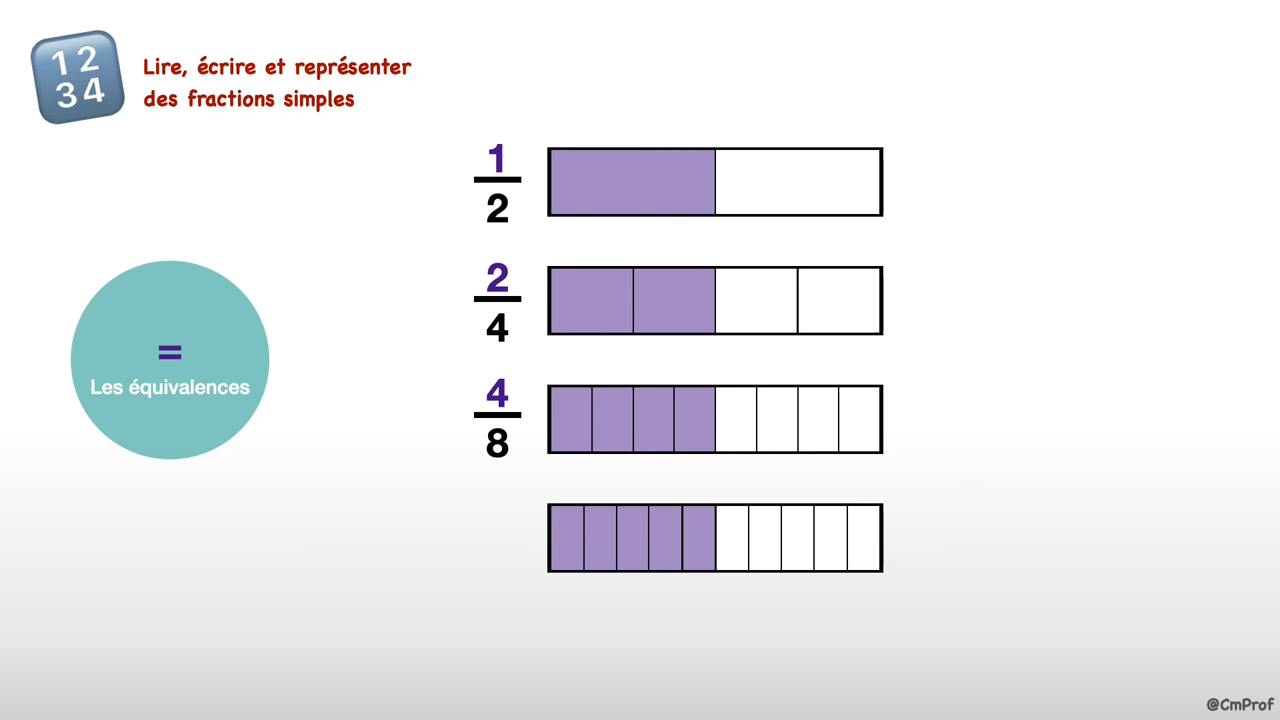 1 2
3 4
Lire, écrire et représenter
des fractions simples
1
2
2
4
=
Les équivalences
4
8
@CmProf